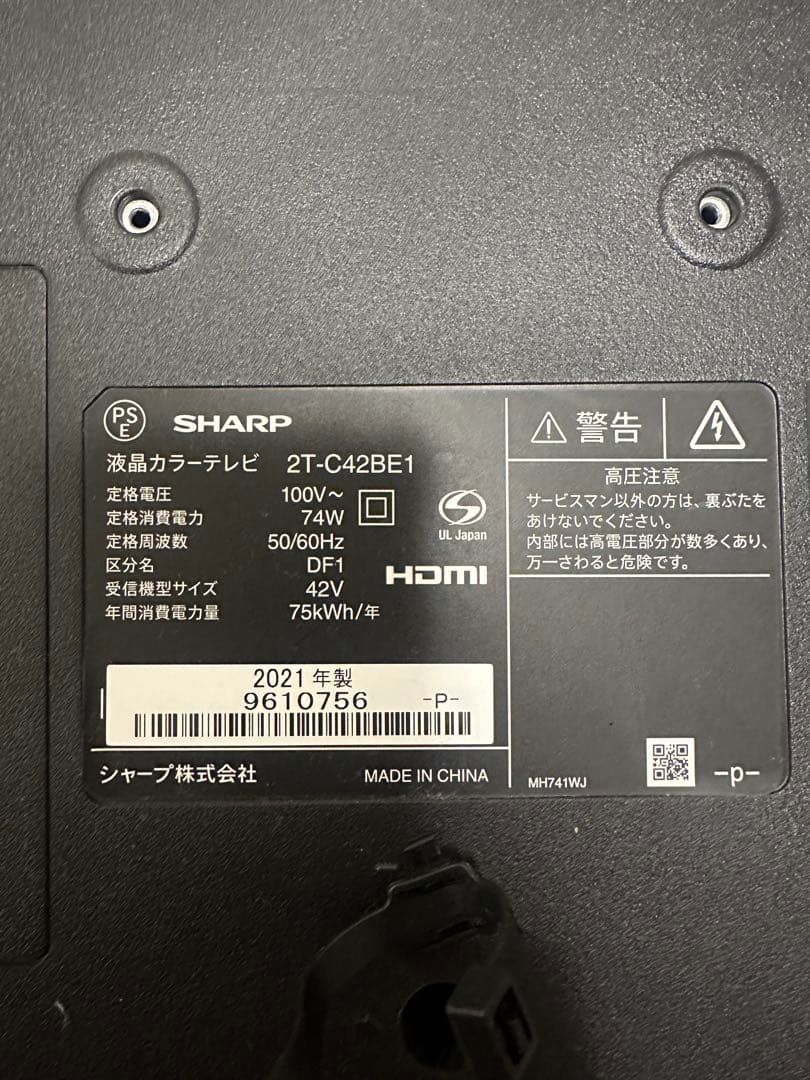 PS
E
SHARP
液晶カラーテレビ 2T-C42BE1
定格電圧 100V～
定格消費電力 74W
定格周波数 50/60Hz
区分名 DF1
受信機型サイズ 42V
年間消費電力量 75kWh/年
UL Japan
HDMI
2021年製
9610756 -P-
シャープ株式会社 MADE IN CHINA
警告
高圧注意
サービスマン以外の方は、裏ぶたを
あけないでください。
内部には高電圧部分が数多くあり、
万一さわると危険です。
MH741WJ -p-